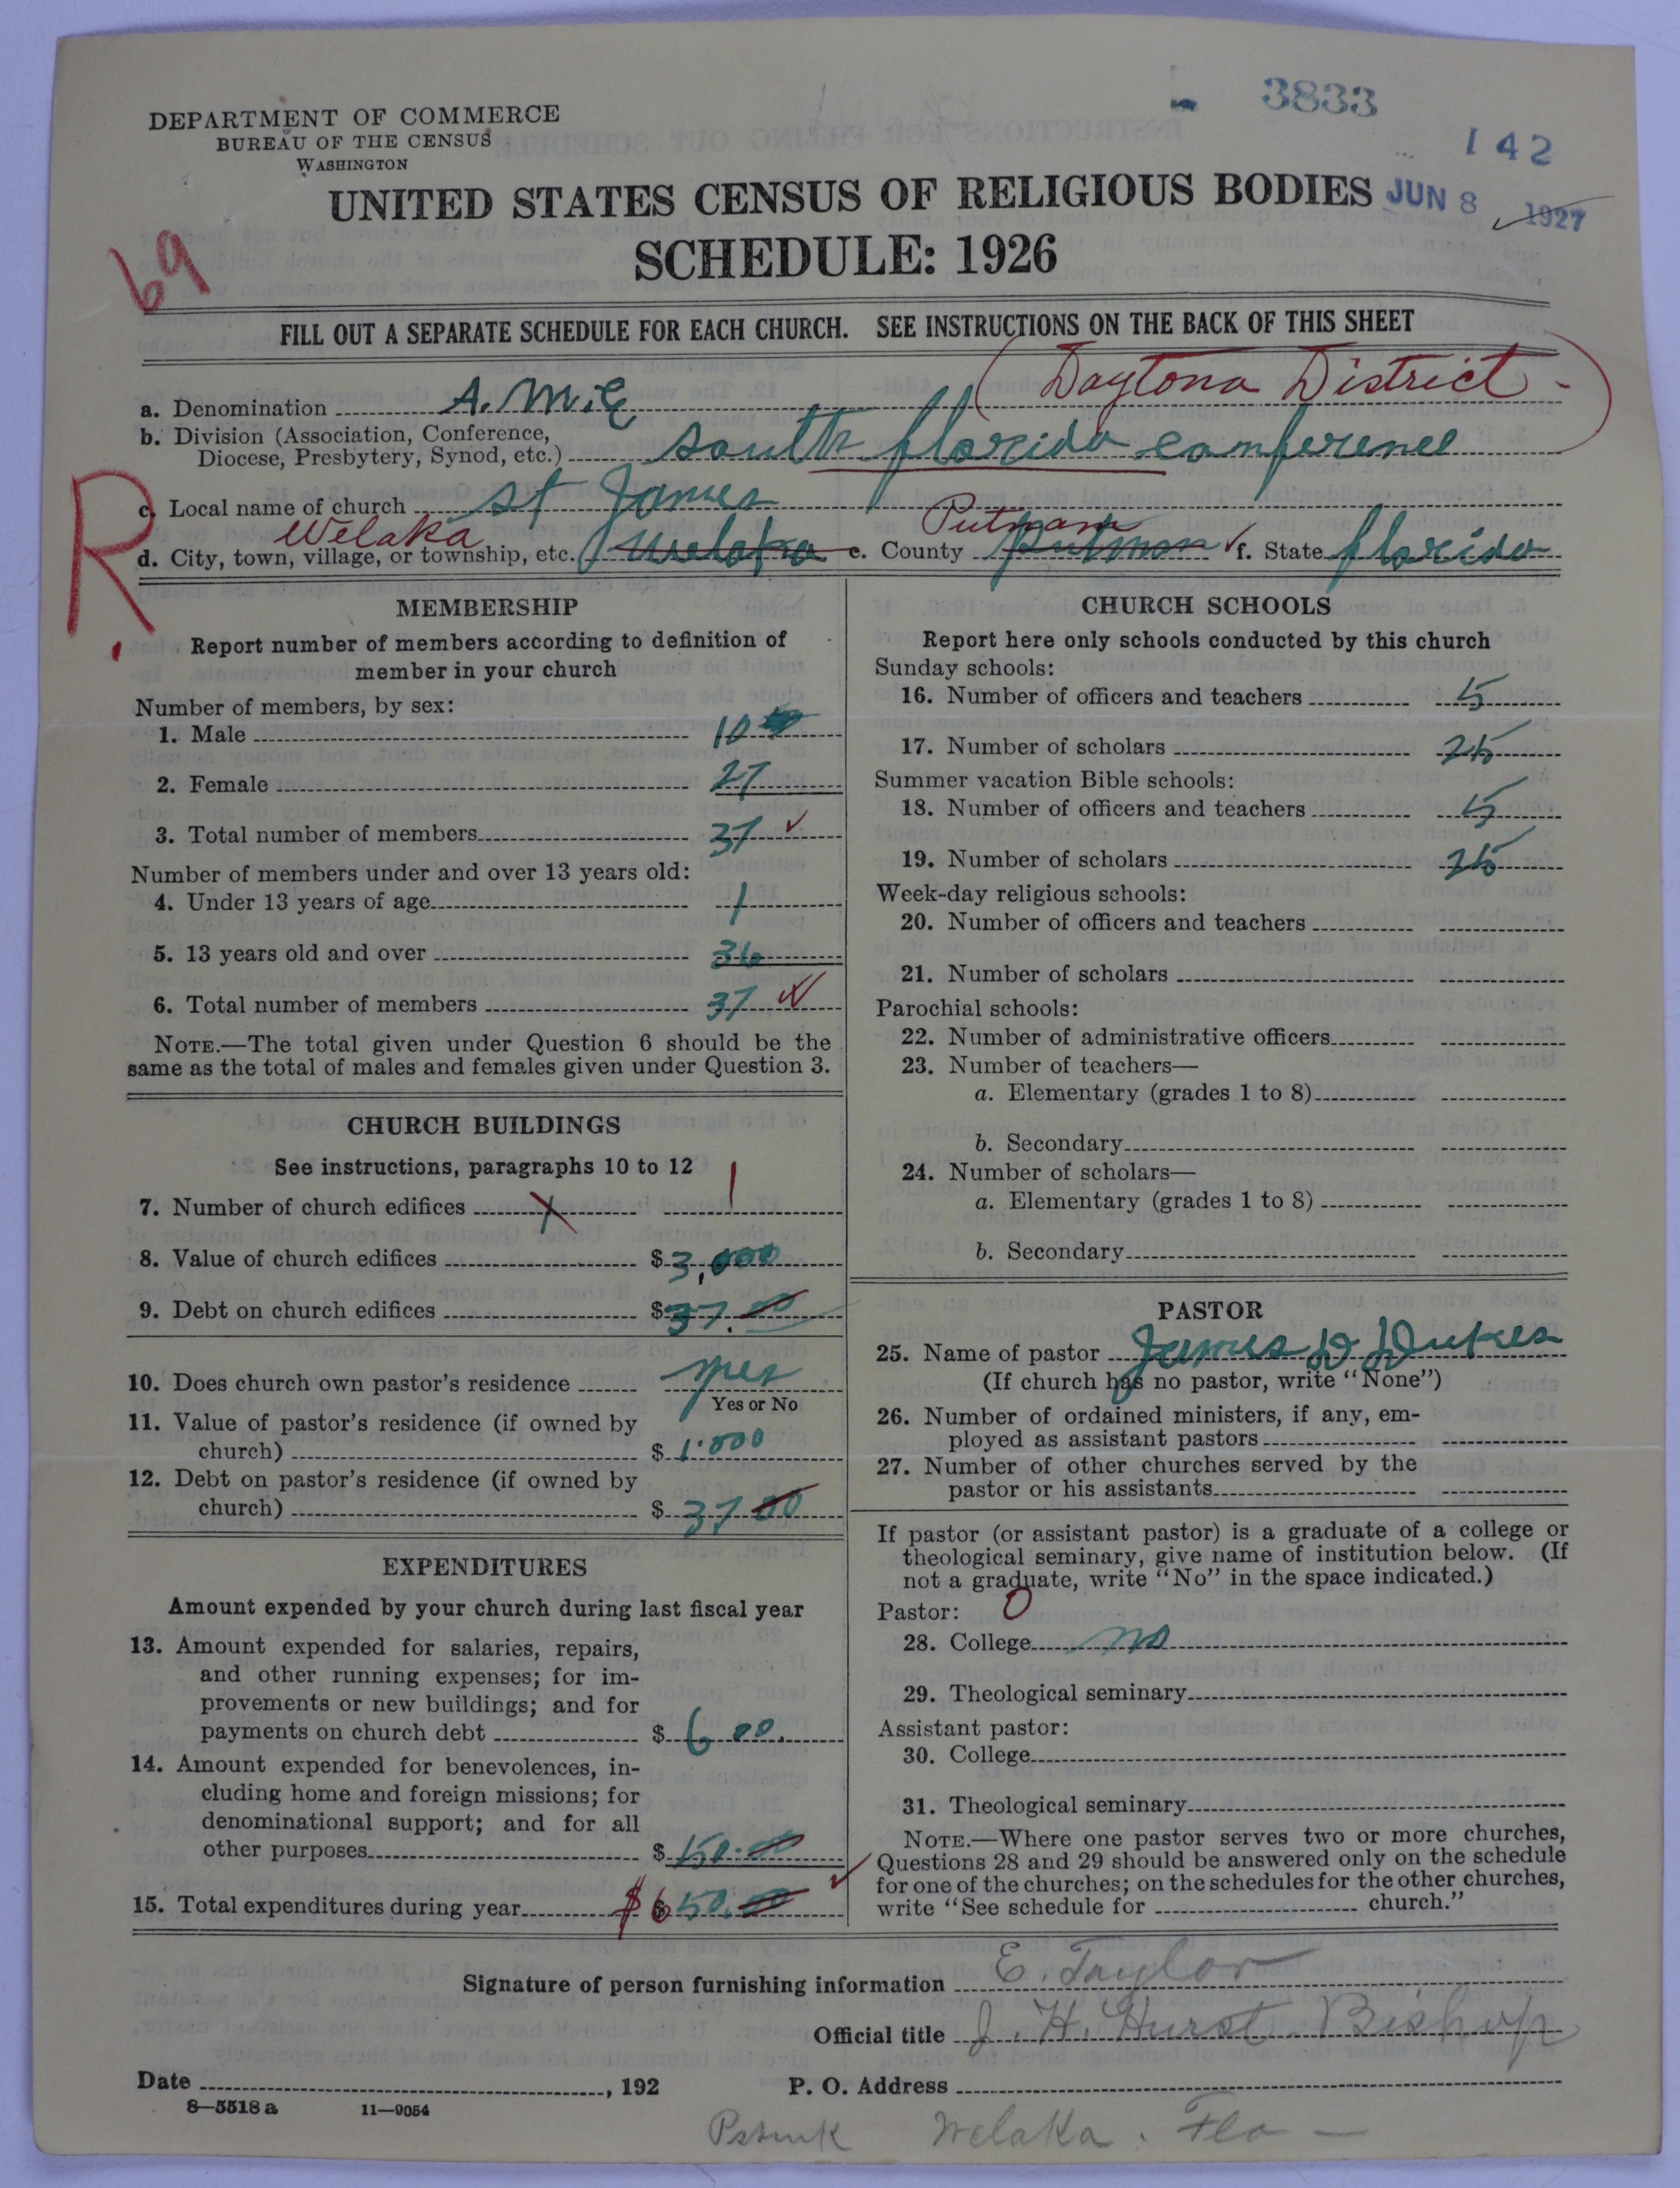 3833
142
DEPARTMENT OF COMMERCE
BUREAU OF THE CENSUS
WASHINGTON
UNITED STATES CENSUS OF RELIGIOUS BODIES
JUN 8 1927
SCHEDULE: 1926
69
FILL OUT A SEPARATE SCHEDULE FOR EACH CHURCH. SEE INSTRUCTIONS ON THE BACK OF THIS SHEET
(Daytona District)
a. Denomination A.M.E
b. Division (Association, Conference,
Diocese, Presbytery, Synod, etc.) south florida conference
R.
c. Local name of church st James
Welaka Putnam
d. City, town, village, or township, etc. Welaka e. County Putman f. State florida
MEMBERSHIP
Report number of members according to definition of
member in your church
Number of members, by sex:
1. Male 10
2. Female 27
3. Total number of members 37 ✓
Number of members under and over 13 years old:
4. Under 13 years of age 1
5. 13 years old and over 36
6. Total number of members 37 ✓
NOTE.—The total given under Question 6 should be the
same as the total of males and females given under Question 3.
CHURCH BUILDINGS
See instructions, paragraphs 10 to 12
7. Number of church edifices 1 1
8. Value of church edifices $3,000
9. Debt on church edifices $37.00
10. Does church own pastor's residence yes
Yes or No
11. Value of pastor's residence (if owned by
church) $1.000
12. Debt on pastor's residence (if owned by
church) $37 00
EXPENDITURES
Amount expended by your church during last fiscal year
13. Amount expended for salaries, repairs,
and other running expenses; for im-
provements or new buildings; and for
payments on church debt $6 00.
14. Amount expended for benevolences, in-
cluding home and foreign missions; for
denominational support; and for all
other purposes $150.00
15. Total expenditures during year $650.00 ✓
CHURCH SCHOOLS
Report here only schools conducted by this church
Sunday schools:
16. Number of officers and teachers 5
17. Number of scholars 25
Summer vacation Bible schools:
18. Number of officers and teachers 5
19. Number of scholars 25
Week-day religious schools:
20. Number of officers and teachers
21. Number of scholars
Parochial schools:
22. Number of administrative officers
23. Number of teachers—
a. Elementary (grades 1 to 8)
b. Secondary
24. Number of scholars—
a. Elementary (grades 1 to 8)
b. Secondary
PASTOR
25. Name of pastor James D Dukes
(If church has no pastor, write "None")
26. Number of ordained ministers, if any, em-
ployed as assistant pastors
27. Number of other churches served by the
pastor or his assistants
If pastor (or assistant pastor) is a graduate of a college or
theological seminary, give name of institution below. (If
not a graduate, write "No" in the space indicated.)
Pastor: 0
28. College no
29. Theological seminary
Assistant pastor:
30. College
31. Theological seminary
NOTE.—Where one pastor serves two or more churches,
Questions 28 and 29 should be answered only on the schedule
for one of the churches; on the schedules for the other churches,
write "See schedule for church."
Signature of person furnishing information E. Taylor
Official title J. H. Hurst Bishop
Date , 192
P. O. Address
8—5518 a 11—9054
Welaka. Fla —